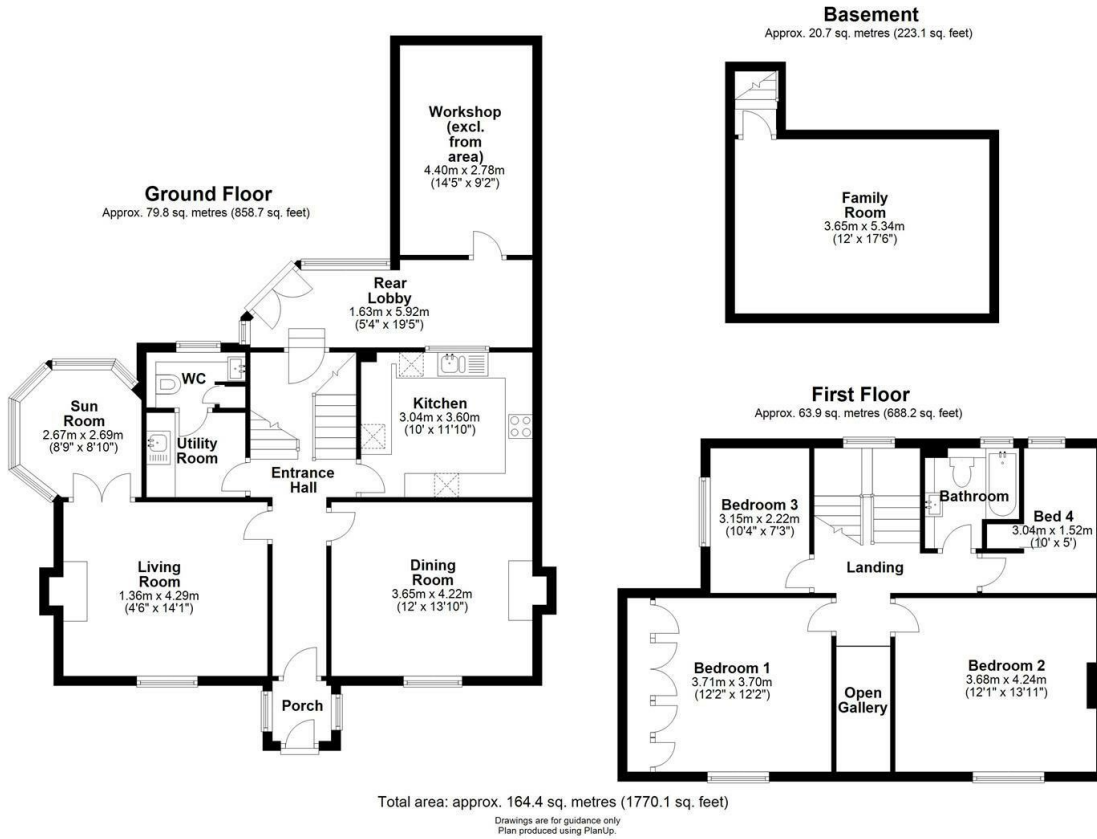 Basement
Approx. 20.7 sq. metres (223.1 sq. feet)
Family
Room
3.65m x 5.34m
(12' x 17'6")
Ground Floor
Approx. 79.8 sq. metres (858.7 sq. feet)
Workshop
(excl.
from
area)
4.40m x 2.78m
(14'5" x 9'2")
Rear
Lobby
1.63m x 5.92m
(5'4" x 19'5")
WC
Sun
Room
2.67m x 2.69m
(8'9" x 8'10")
Utility
Room
Kitchen
3.04m x 3.60m
(10' x 11'10")
Entrance
Hall
Living
Room
1.36m x 4.29m
(4'6" x 14'1")
Dining
Room
3.65m x 4.22m
(12' x 13'10")
Porch
First Floor
Approx. 63.9 sq. metres (688.2 sq. feet)
Bedroom 3
3.15m x 2.22m
(10'4" x 7'3")
Bathroom
Bed 4
3.04m x 1.52m
(10' x 5')
Landing
Bedroom 1
3.71m x 3.70m
(12'2" x 12'2")
Open
Gallery
Bedroom 2
3.68m x 4.24m
(12'1" x 13'11")
Total area: approx. 164.4 sq. metres (1770.1 sq. feet)
Drawings are for guidance only
Plan produced using PlanUp.